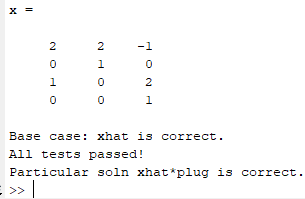 x =
2 2 -1
0 1 0
1 0 2
0 0 1
Base case: xhat is correct.
All tests passed!
Particular soln xhat*plug is correct.
>>